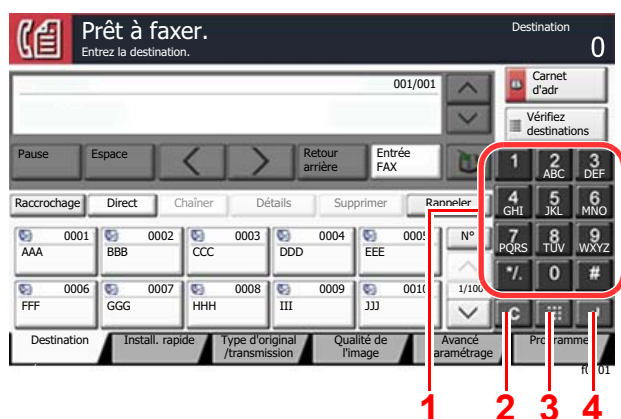 Prêt à faxer.
Entrez la destination.
Destination
0
001/001
Carnet
d'adr
Vérifiez
destinations
Pause
Espace
Retour
arrière
Entrée
FAX
1 2 3
ABC DEF
4 5 6
GHI JKL MNO
7 8 9
PQRS TUV WXYZ
*/. 0 #
C
Raccrochage
Direct
Chaîner
Détails
Supprimer
Rappeler
0001
AAA
0002
BBB
0003
CCC
0004
DDD
0005
EEE
N°
0006
FFF
0007
GGG
0008
HHH
0009
III
0010
JJJ
1/100
Destination
Install. rapide
Type d'original
/transmission
Qualité de
l'image
Avancé
Programme
1
2
3
4